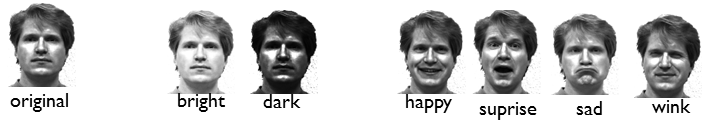 original
bright
dark
happy
suprise
sad
wink